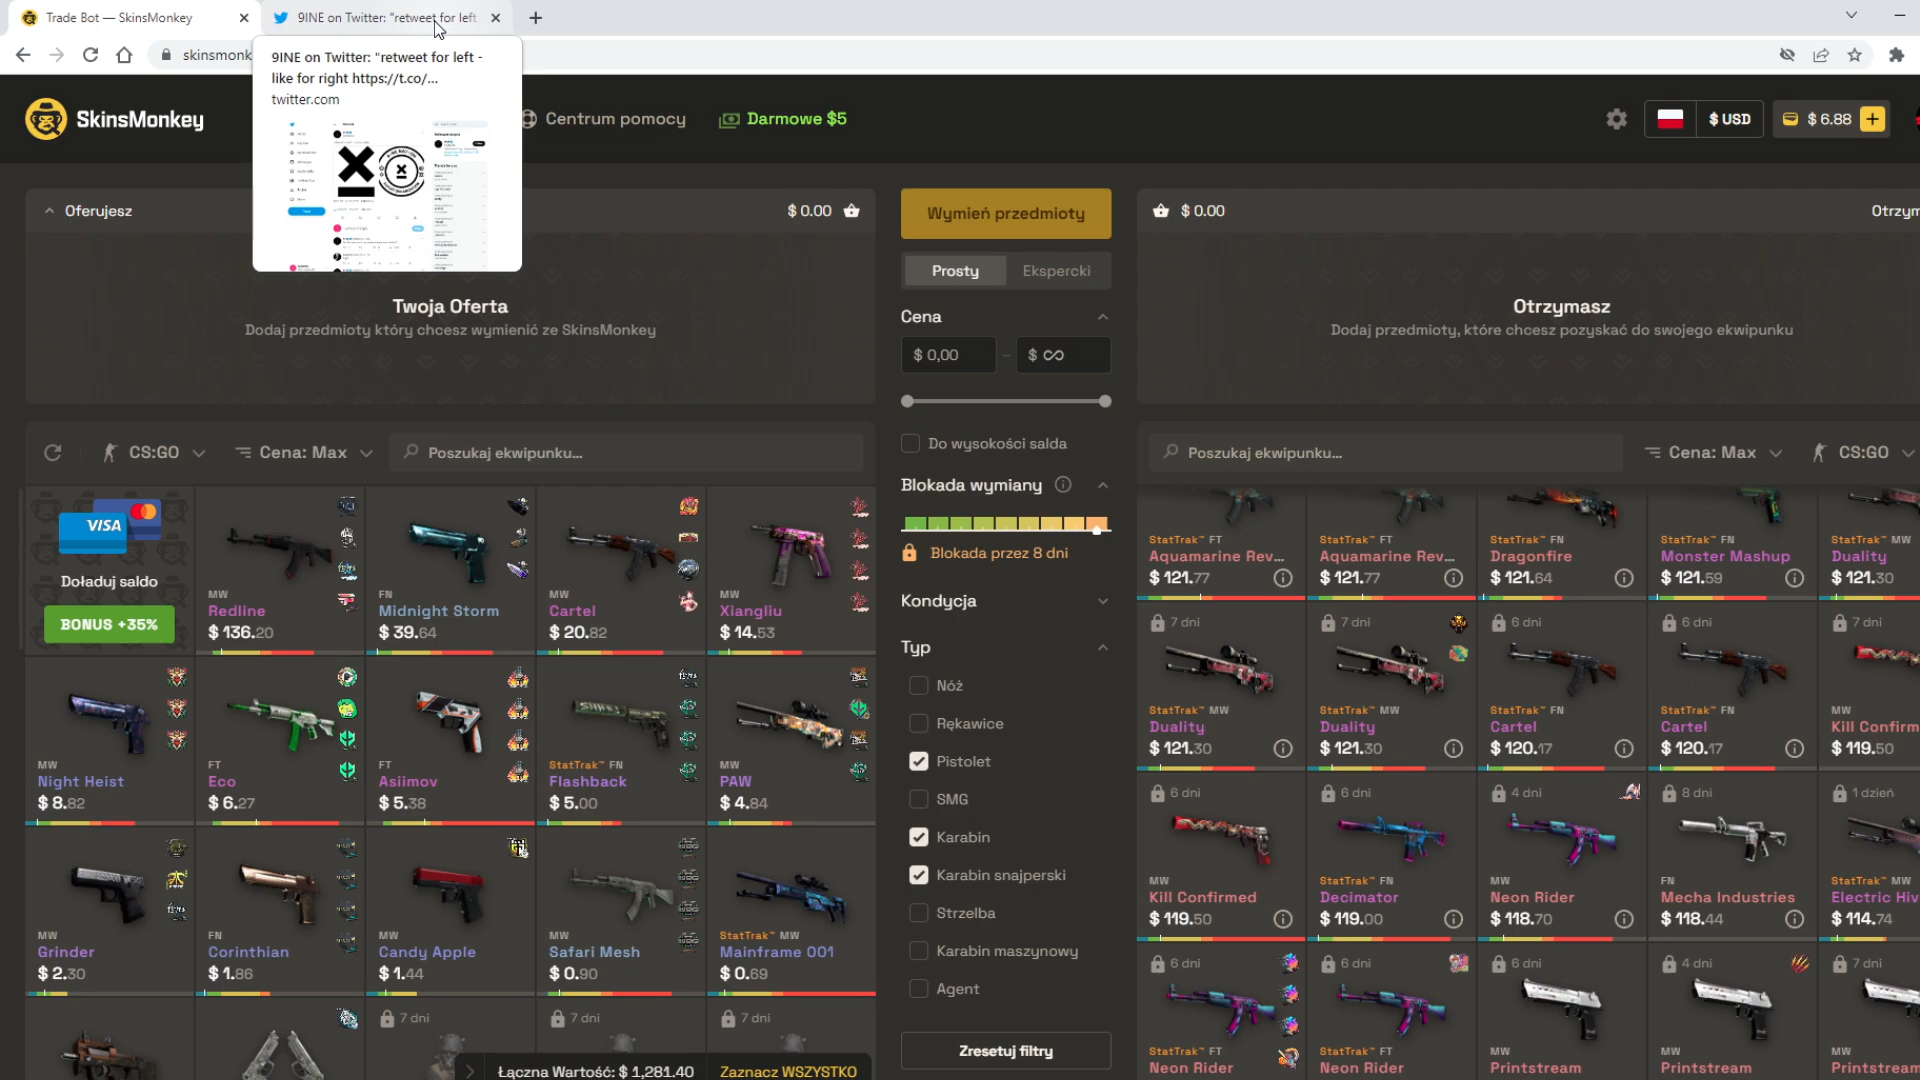 Trade Bot — SkinsMonkey
9INE on Twitter: "retweet for left
skinsmonk
9INE on Twitter: "retweet for left -
like for right https://t.co/...
twitter.com
SkinsMonkey
Centrum pomocy
Darmowe $5
$ USD
$ 6.88
Oferujesz
$ 0.00
Twoja Oferta
Dodaj przedmioty który chcesz wymienić ze SkinsMonkey
Wymień przedmioty
Prosty
Ekspercki
Cena
$ 0,00
–
$ ∞
Do wysokości salda
Blokada wymiany
Blokada przez 8 dni
Kondycja
Typ
Nóż
Rękawice
Pistolet
SMG
Karabin
Karabin snajperski
Strzelba
Karabin maszynowy
Agent
Zresetuj filtry
$ 0.00
Otrzym
Otrzymasz
Dodaj przedmioty, które chcesz pozyskać do swojego ekwipunku
CS:GO
Cena: Max
Poszukaj ekwipunku...
VISA
Doładuj saldo
BONUS +35%
MW
Redline
$ 136.20
FN
Midnight Storm
$ 39.64
MW
Cartel
$ 20.82
MW
Xiangliu
$ 14.53
MW
Night Heist
$ 8.82
FT
Eco
$ 6.27
FT
Asiimov
$ 5.38
StatTrak™ FN
Flashback
$ 5.00
MW
PAW
$ 4.84
MW
Grinder
$ 2.30
FN
Corinthian
$ 1.86
MW
Candy Apple
$ 1.44
MW
Safari Mesh
$ 0.90
StatTrak™ MW
Mainframe 001
$ 0.69
7 dni
7 dni
7 dni
Łączna Wartość: $ 1,281.40
Zaznacz WSZYSTKO
Poszukaj ekwipunku...
Cena: Max
CS:GO
StatTrak™ FT
Aquamarine Rev...
$ 121.77
StatTrak™ FT
Aquamarine Rev...
$ 121.77
StatTrak™ FN
Dragonfire
$ 121.64
StatTrak™ FN
Monster Mashup
$ 121.59
StatTrak™ MW
Duality
$ 121.30
7 dni
StatTrak™ MW
Duality
$ 121.30
7 dni
StatTrak™ MW
Duality
$ 121.30
6 dni
StatTrak™ FN
Cartel
$ 120.17
6 dni
StatTrak™ FN
Cartel
$ 120.17
7 dni
MW
Kill Confirm
$ 119.50
6 dni
MW
Kill Confirmed
$ 119.50
6 dni
StatTrak™ FN
Decimator
$ 119.00
4 dni
MW
Neon Rider
$ 118.70
8 dni
FN
Mecha Industries
$ 118.44
1 dzień
StatTrak™ MW
Electric Hiv
$ 114.74
6 dni
StatTrak™ FT
Neon Rider
6 dni
StatTrak™ FT
Neon Rider
6 dni
MW
Printstream
4 dni
MW
Printstream
7 dni
MW
Printstream